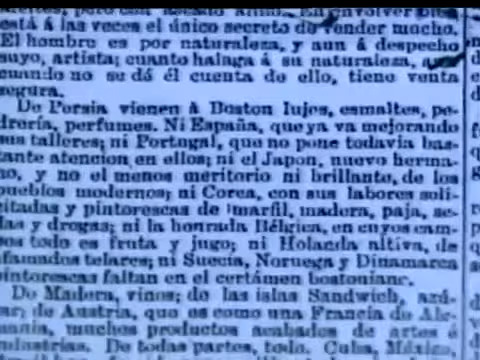 está á las veces el único secreto de vender mucho.
El hombre es por naturaleza, y aun á despecho
suyo, artista; cuanto halaga á su naturaleza,
cuando no se dá él cuenta de ello, tiene venta
segura.
De Persia vienen á Boston lujos, esmaltes, pe-
drería, perfumes. Ni España, que ya va mejorando
sus talleres; ni Portugal, que no pone todavia bas-
tante atencion en ellos; ni el Japon, nuevo herma-
no, y no el menos meritorio ni brillante, de los
pueblos modernos; ni Corea, con sus labores soli-
citadas y pintorescas de marfil, madera, paja, se-
das y drogas; ni la honrada Bélgica, en cuyos cam-
pos todo es fruta y jugo; ni Holanda altiva, de
afamados telares; ni Suecia, Noruega y Dinamarca
pintorescas faltan en el certámen bostoniano.
De Madera, vinos; de las islas Sandwich, azú-
car; de Austria, que es como una Francia de Ale-
mania, muchos productos acabados de artes é
industrias. De todas partes, todo. Cuba, México,